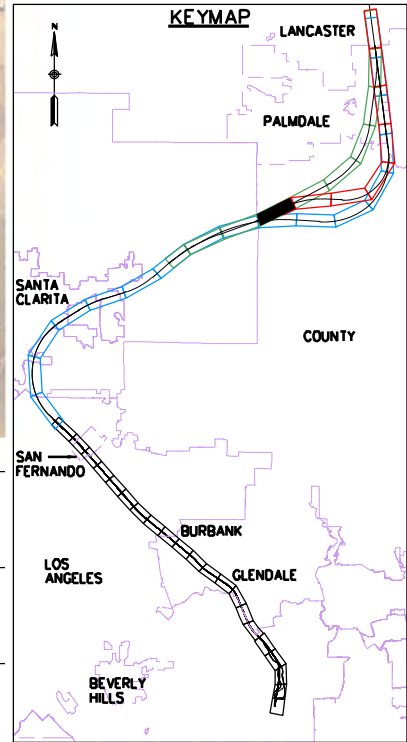 KEYMAP
N
LANCASTER
PALMDALE
SANTA
CLARITA
COUNTY
SAN
FERNANDO
BURBANK
LOS
ANGELES
GLENDALE
BEVERLY
HILLS